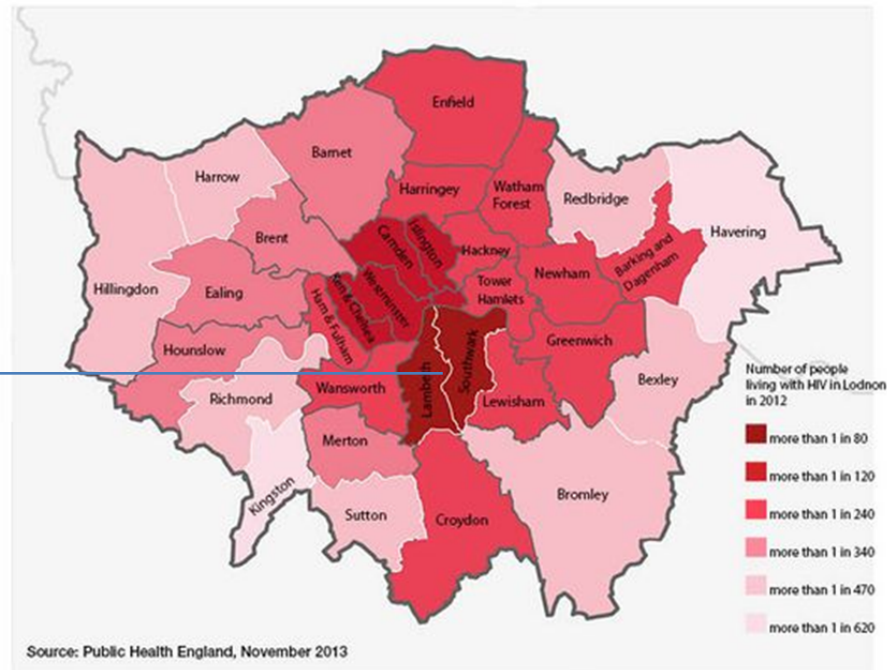 Enfield
Barnet
Harrow
Harringey
Watham
Forest
Redbridge
Havering
Brent
Camden
Islington
Hackney
Barking and
Dagenham
Hillingdon
Ealing
Ham & Fulham
Ken & Chelsea
Westminster
Tower
Hamlets
Newham
Hounslow
Greenwich
Richmond
Wansworth
Lambeth
Southwark
Lewisham
Bexley
Merton
Kingston
Sutton
Croydon
Bromley
Number of people
living with HIV in Lodnon
in 2012
more than 1 in 80
more than 1 in 120
more than 1 in 240
more than 1 in 340
more than 1 in 470
more than 1 in 620
Source: Public Health England, November 2013